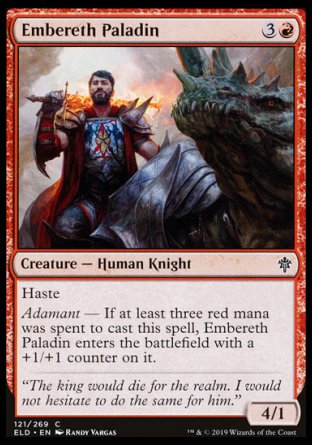 Embereth Paladin 3
Creature — Human Knight
Haste
Adamant — If at least three red mana
was spent to cast this spell, Embereth
Paladin enters the battlefield with a
+1/+1 counter on it.
"The king would die for the realm. I would
not hesitate to do the same for him."
4/1
121/269 C
ELD • EN Randy Vargas
™ & © 2019 Wizards of the Coast